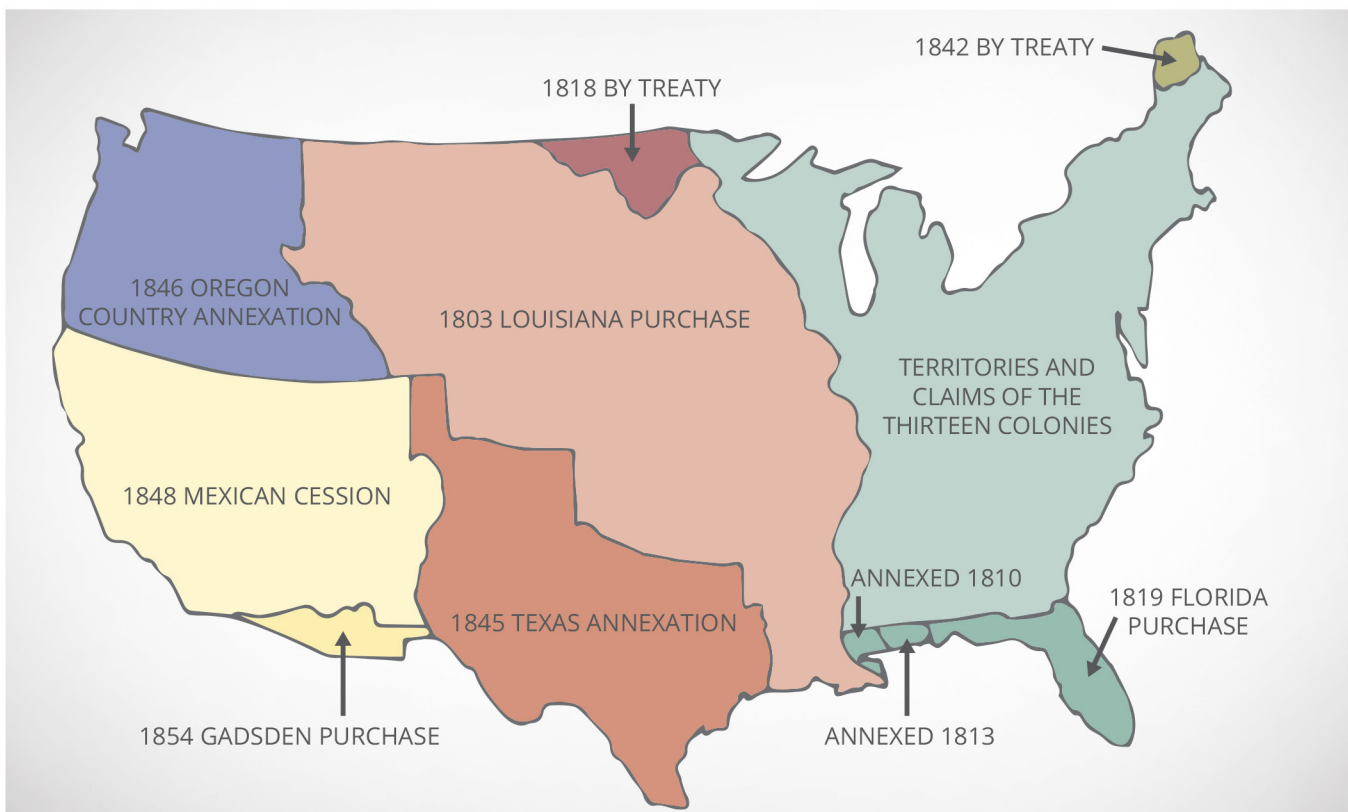 1842 BY TREATY
1818 BY TREATY
1846 OREGON
COUNTRY ANNEXATION
1803 LOUISIANA PURCHASE
TERRITORIES AND
CLAIMS OF THE
THIRTEEN COLONIES
1848 MEXICAN CESSION
ANNEXED 1810
1819 FLORIDA
PURCHASE
1845 TEXAS ANNEXATION
1854 GADSDEN PURCHASE
ANNEXED 1813